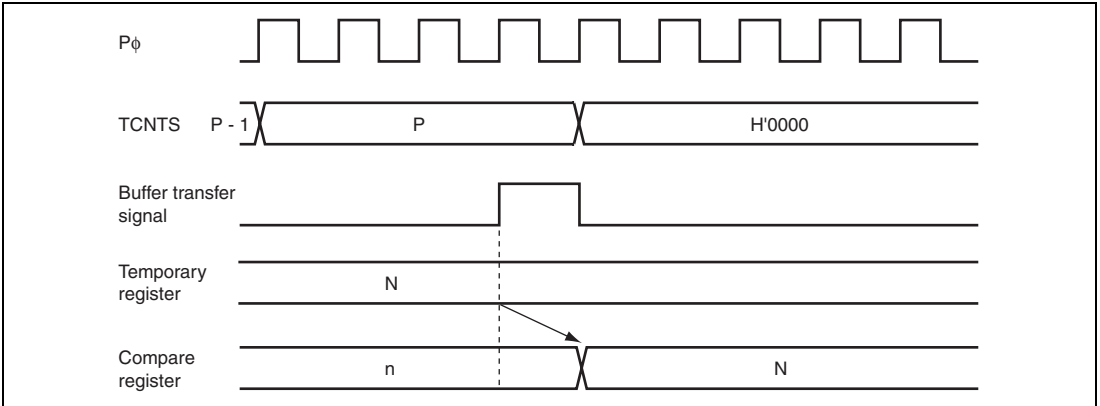 Pϕ
TCNTS P - 1 P H'0000
Buffer transfer
signal
Temporary
register
N
Compare
register
n N